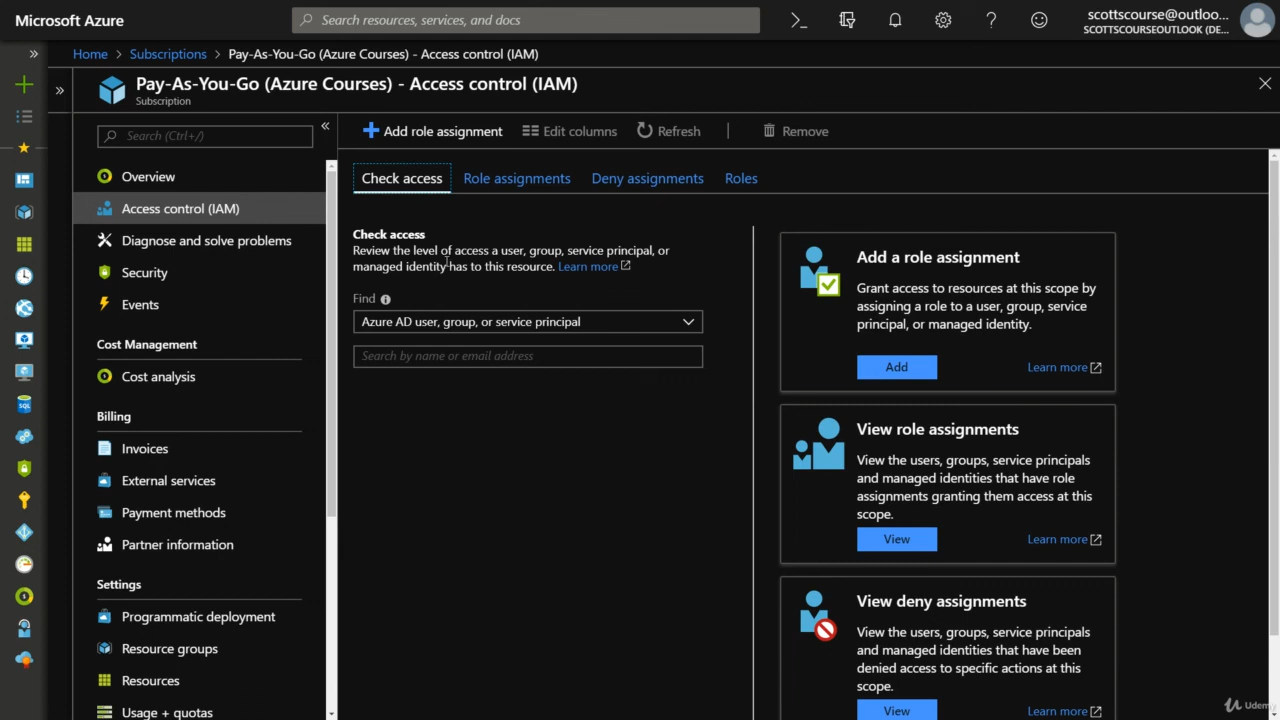 Microsoft Azure
Search resources, services, and docs
scottscourse@outloo...
SCOTTSCOURSEOUTLOOK (DE...
Home > Subscriptions > Pay-As-You-Go (Azure Courses) - Access control (IAM)
Pay-As-You-Go (Azure Courses) - Access control (IAM)
Subscription
Search (Ctrl+/)
Overview
Access control (IAM)
Diagnose and solve problems
Security
Events
Cost Management
Cost analysis
Billing
Invoices
External services
Payment methods
Partner information
Settings
Programmatic deployment
Resource groups
Resources
Usage + quotas
Add role assignment
Edit columns
Refresh
Remove
Check access
Role assignments
Deny assignments
Roles
Check access
Review the level of access a user, group, service principal, or
managed identity has to this resource. Learn more
Find
Azure AD user, group, or service principal
Search by name or email address
Add a role assignment
Grant access to resources at this scope by
assigning a role to a user, group, service
principal, or managed identity.
Add
Learn more
View role assignments
View the users, groups, service principals
and managed identities that have role
assignments granting them access at this
scope.
View
Learn more
View deny assignments
View the users, groups, service principals
and managed identities that have been
denied access to specific actions at this
scope.
View
Learn more
Udemy